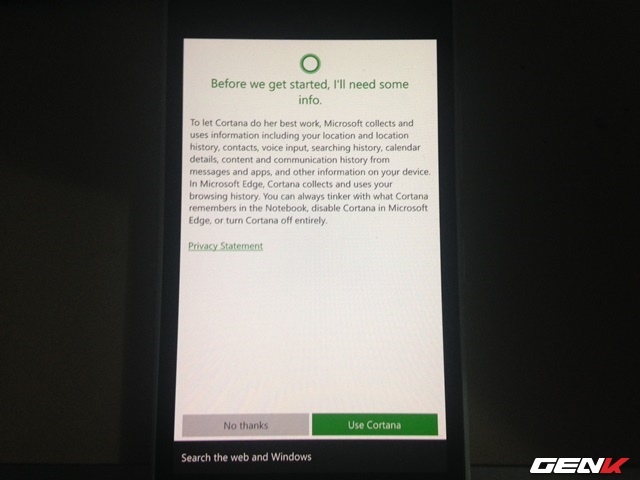 Before we get started, I'll need some
info.
To let Cortana do her best work, Microsoft collects and
uses information including your location and location
history, contacts, voice input, searching history, calendar
details, content and communication history from
messages and apps, and other information on your device.
In Microsoft Edge, Cortana collects and uses your
browsing history. You can always tinker with what Cortana
remembers in the Notebook, disable Cortana in Microsoft
Edge, or turn Cortana off entirely.
Privacy Statement
No thanks
Use Cortana
Search the web and Windows
GENK